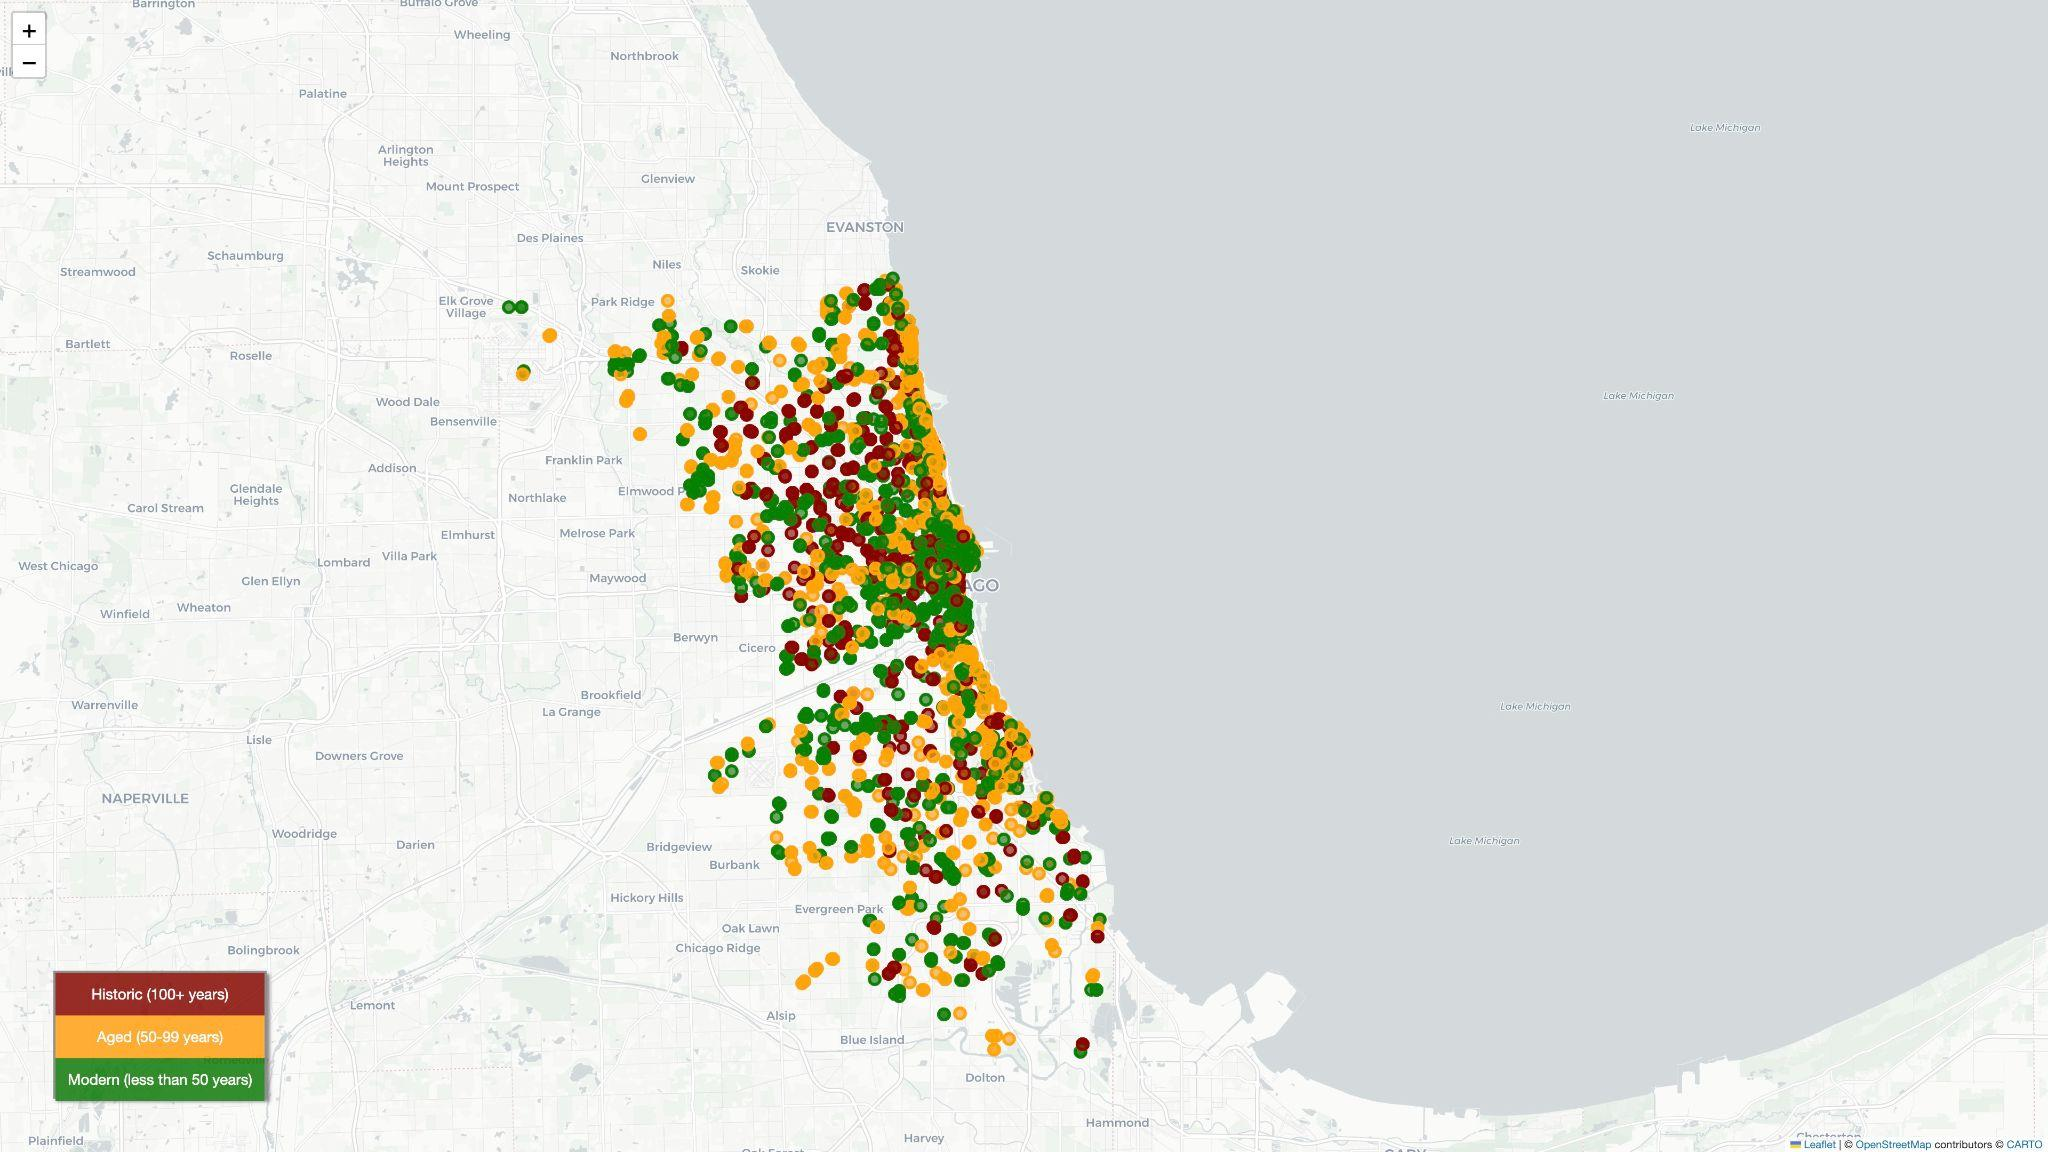 Barrington
Buffalo Grove
+
Wheeling
Northbrook
−
Palatine
Lake Michigan
Arlington
Heights
Glenview
Mount Prospect
EVANSTON
Des Plaines
Schaumburg
Niles
Skokie
Streamwood
Elk Grove
Village
Park Ridge
Bartlett
Roselle
Lake Michigan
Wood Dale
Bensenville
Franklin Park
Addison
Glendale
Heights
Northlake
Elmwood P
Carol Stream
Elmhurst
Melrose Park
Villa Park
Lombard
West Chicago
Glen Ellyn
Maywood
AGO
Wheaton
Winfield
Berwyn
Cicero
Brookfield
Warrenville
La Grange
Lake Michigan
Lisle
Downers Grove
NAPERVILLE
Woodridge
Darien
Bridgeview
Lake Michigan
Burbank
Hickory Hills
Evergreen Park
Oak Lawn
Chicago Ridge
Bolingbrook
Historic (100+ years)
Lemont
Alsip
Aged (50-99 years)
Blue Island
Modern (less than 50 years)
Dolton
Hammond
Plainfield
Harvey
Chesterton
Oak Forest
GARY
Leaflet | © OpenStreetMap contributors © CARTO